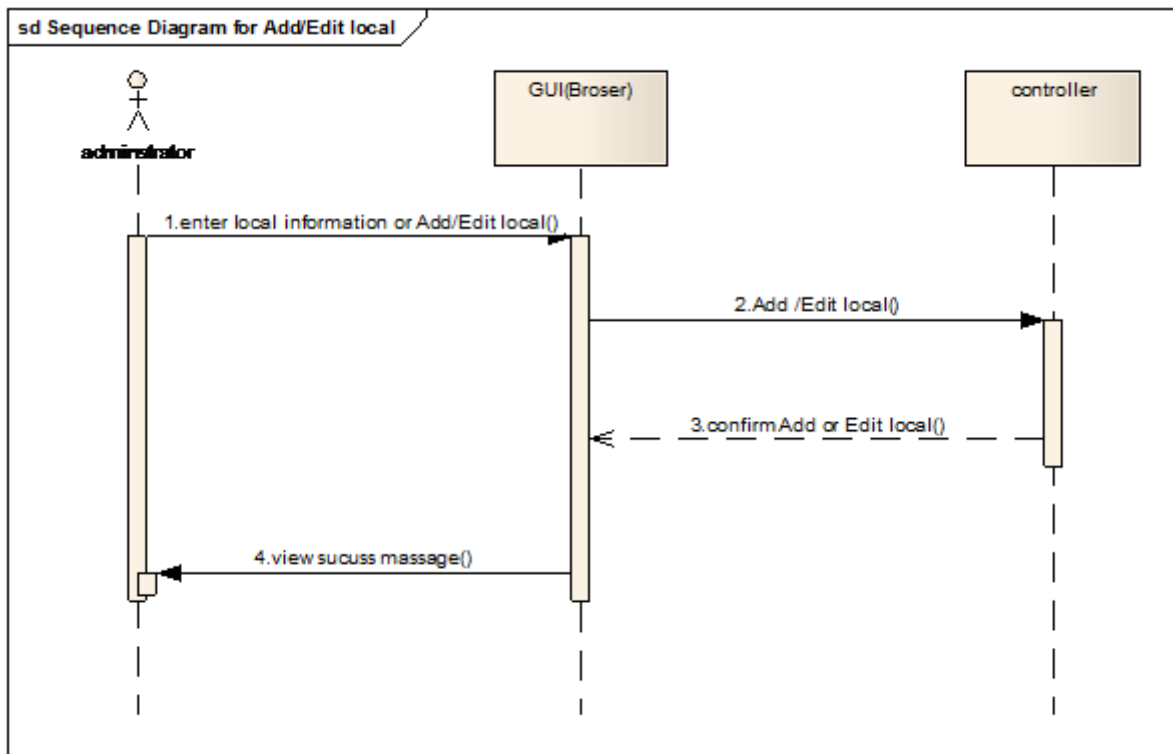 sd Sequence Diagram for Add/Edit local
adminstrator
GUI(Broser)
controller
1.enter local information or Add/Edit local()
2.Add /Edit local()
3.confirm Add or Edit local()
4.view sucuss massage()